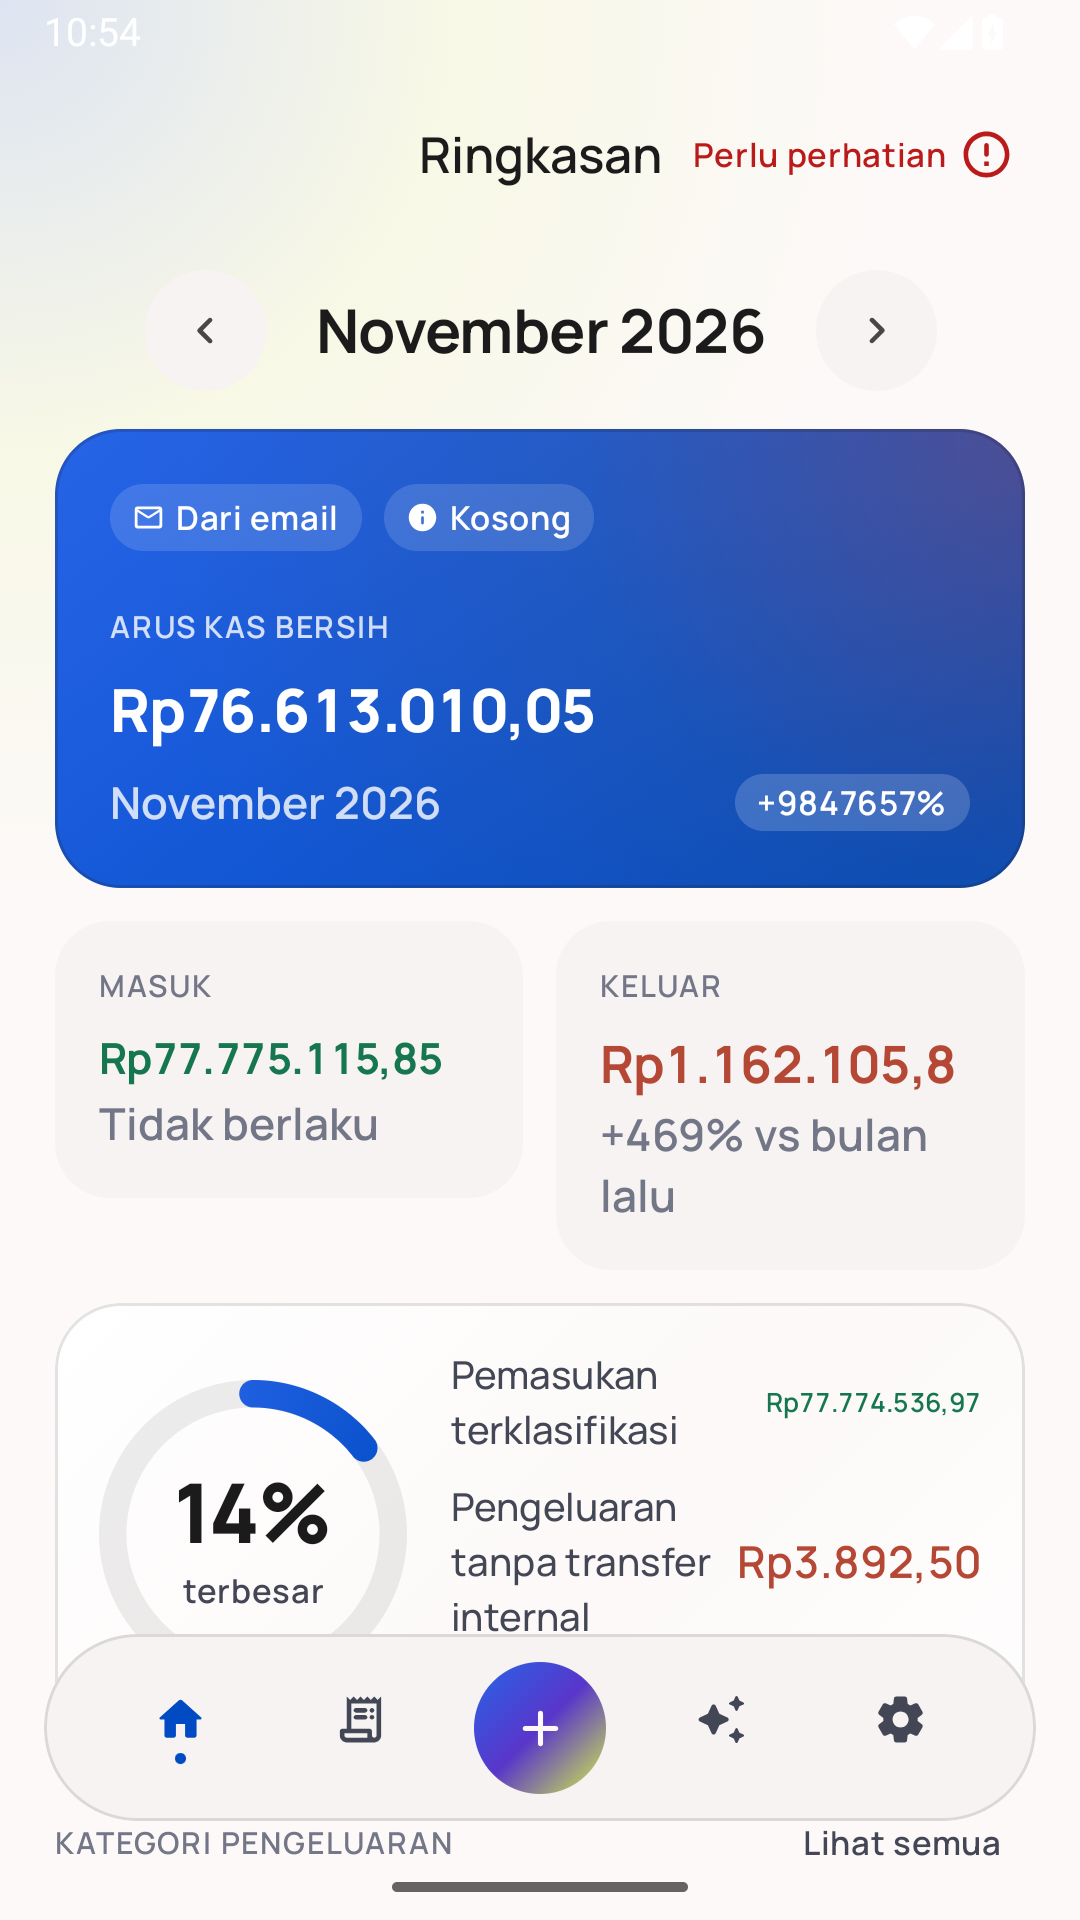 10:54
Ringkasan
Perlu perhatian
November 2026
Dari email
Kosong
ARUS KAS BERSIH
Rp76.613.010,05
November 2026
+9847657%
MASUK
Rp77.775.115,85
Tidak berlaku
KELUAR
Rp1.162.105,8
+469% vs bulan
lalu
14%
terbesar
Pemasukan
terklasifikasi
Rp77.774.536,97
Pengeluaran
tanpa transfer
internal
Rp3.892,50
KATEGORI PENGELUARAN
Lihat semua